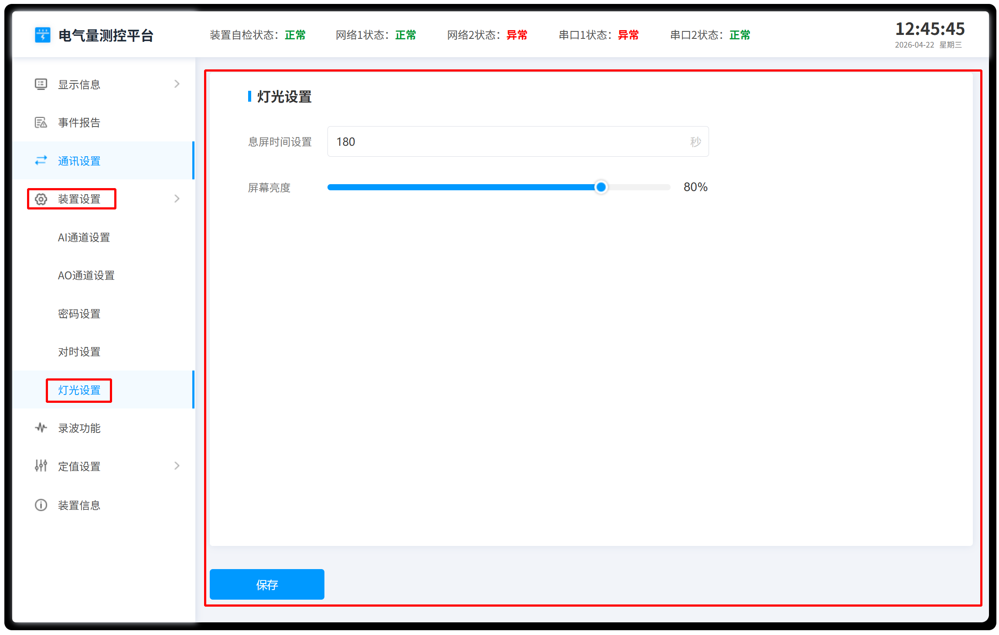 电气量测控平台
装置自检状态：正常 网络1状态：正常 网络2状态：异常 串口1状态：异常 串口2状态：正常
12:45:45
2026-04-22 星期三
显示信息
事件报告
通讯设置
装置设置
AI通道设置
AO通道设置
密码设置
对时设置
灯光设置
录波功能
定值设置
装置信息
灯光设置
息屏时间设置 180 秒
屏幕亮度 80%
保存